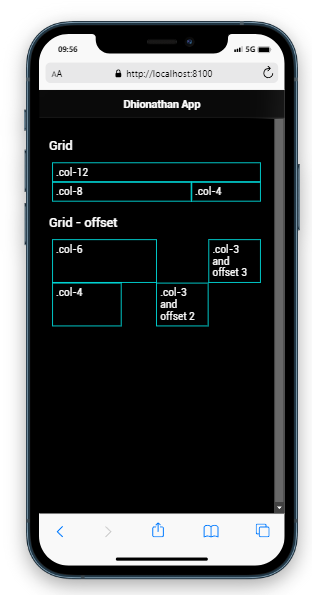 09:56
5G
AA
http://localhost:8100
Dhionathan App
Grid
.col-12
.col-8
.col-4
Grid - offset
.col-6
.col-3
and
offset 3
.col-4
.col-3
and
offset 2